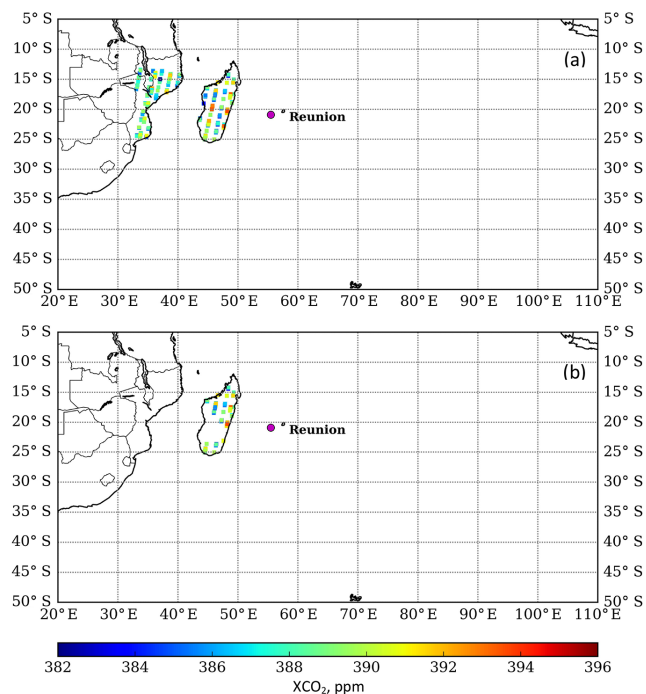 5° S 5° S
10° S (a) 10° S
15° S 15° S
20° S Reunion 20° S
25° S 25° S
30° S 30° S
35° S 35° S
40° S 40° S
45° S 45° S
50° S 50° S
20° E 30° E 40° E 50° E 60° E 70° E 80° E 90° E 100° E 110° E
5° S 5° S
10° S (b) 10° S
15° S 15° S
20° S Reunion 20° S
25° S 25° S
30° S 30° S
35° S 35° S
40° S 40° S
45° S 45° S
50° S 50° S
20° E 30° E 40° E 50° E 60° E 70° E 80° E 90° E 100° E 110° E
382 384 386 388 390 392 394 396
XCO₂, ppm